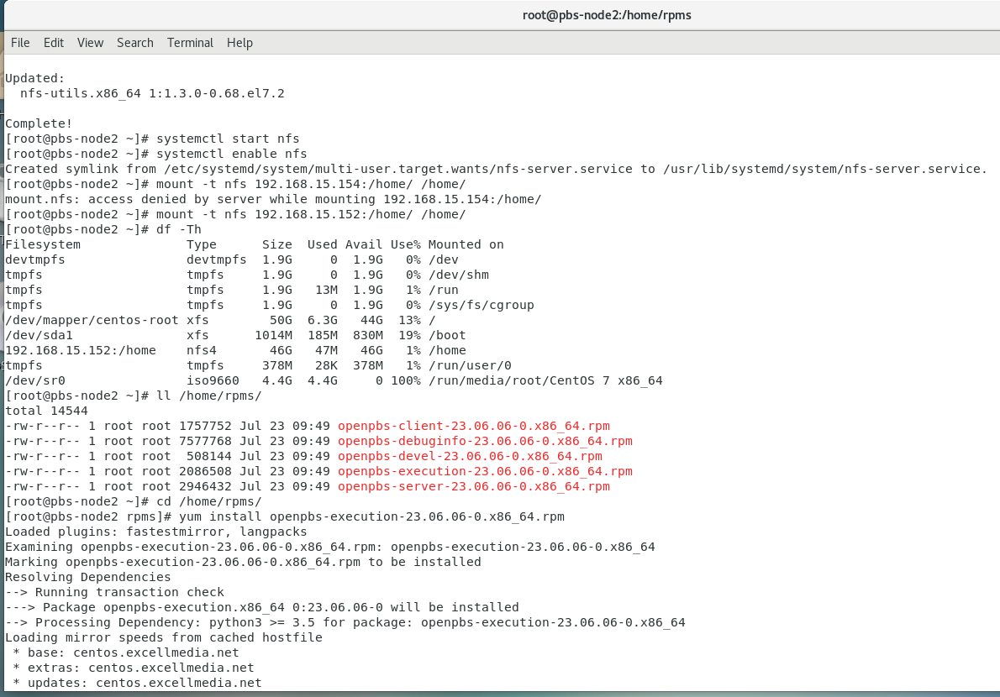 root@pbs-node2:/home/rpms
File Edit View Search Terminal Help
Updated:
  nfs-utils.x86_64 1:1.3.0-0.68.el7.2
Complete!
[root@pbs-node2 ~]# systemctl start nfs
[root@pbs-node2 ~]# systemctl enable nfs
Created symlink from /etc/systemd/system/multi-user.target.wants/nfs-server.service to /usr/lib/systemd/system/nfs-server.service.
[root@pbs-node2 ~]# mount -t nfs 192.168.15.154:/home/ /home/
mount.nfs: access denied by server while mounting 192.168.15.154:/home/
[root@pbs-node2 ~]# mount -t nfs 192.168.15.152:/home/ /home/
[root@pbs-node2 ~]# df -Th
Filesystem              Type      Size  Used Avail Use% Mounted on
devtmpfs                devtmpfs  1.9G     0  1.9G   0% /dev
tmpfs                   tmpfs     1.9G     0  1.9G   0% /dev/shm
tmpfs                   tmpfs     1.9G   13M  1.9G   1% /run
tmpfs                   tmpfs     1.9G     0  1.9G   0% /sys/fs/cgroup
/dev/mapper/centos-root xfs        50G  6.3G   44G  13% /
/dev/sda1               xfs      1014M  185M  830M  19% /boot
192.168.15.152:/home    nfs4       46G   47M   46G   1% /home
tmpfs                   tmpfs     378M   28K  378M   1% /run/user/0
/dev/sr0                iso9660   4.4G  4.4G     0 100% /run/media/root/CentOS 7 x86_64
[root@pbs-node2 ~]# ll /home/rpms/
total 14544
-rw-r--r-- 1 root root 1757752 Jul 23 09:49 openpbs-client-23.06.06-0.x86_64.rpm
-rw-r--r-- 1 root root 7577768 Jul 23 09:49 openpbs-debuginfo-23.06.06-0.x86_64.rpm
-rw-r--r-- 1 root root  508144 Jul 23 09:49 openpbs-devel-23.06.06-0.x86_64.rpm
-rw-r--r-- 1 root root 2086508 Jul 23 09:49 openpbs-execution-23.06.06-0.x86_64.rpm
-rw-r--r-- 1 root root 2946432 Jul 23 09:49 openpbs-server-23.06.06-0.x86_64.rpm
[root@pbs-node2 ~]# cd /home/rpms/
[root@pbs-node2 rpms]# yum install openpbs-execution-23.06.06-0.x86_64.rpm
Loaded plugins: fastestmirror, langpacks
Examining openpbs-execution-23.06.06-0.x86_64.rpm: openpbs-execution-23.06.06-0.x86_64
Marking openpbs-execution-23.06.06-0.x86_64.rpm to be installed
Resolving Dependencies
--> Running transaction check
---> Package openpbs-execution.x86_64 0:23.06.06-0 will be installed
--> Processing Dependency: python3 >= 3.5 for package: openpbs-execution-23.06.06-0.x86_64
Loading mirror speeds from cached hostfile
 * base: centos.excellmedia.net
 * extras: centos.excellmedia.net
 * updates: centos.excellmedia.net